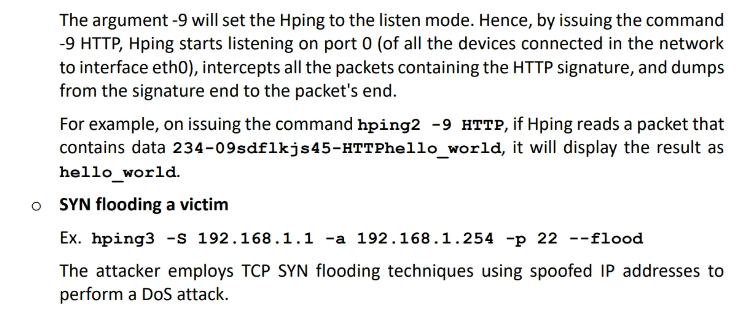 The argument -9 will set the Hping to the listen mode. Hence, by issuing the command
-9 HTTP, Hping starts listening on port 0 (of all the devices connected in the network
to interface eth0), intercepts all the packets containing the HTTP signature, and dumps
from the signature end to the packet's end.
For example, on issuing the command hping2 -9 HTTP, if Hping reads a packet that
contains data 234-09sdflkjs45-HTTPhello_world, it will display the result as
hello_world.
o SYN flooding a victim
Ex. hping3 -S 192.168.1.1 -a 192.168.1.254 -p 22 --flood
The attacker employs TCP SYN flooding techniques using spoofed IP addresses to
perform a DoS attack.